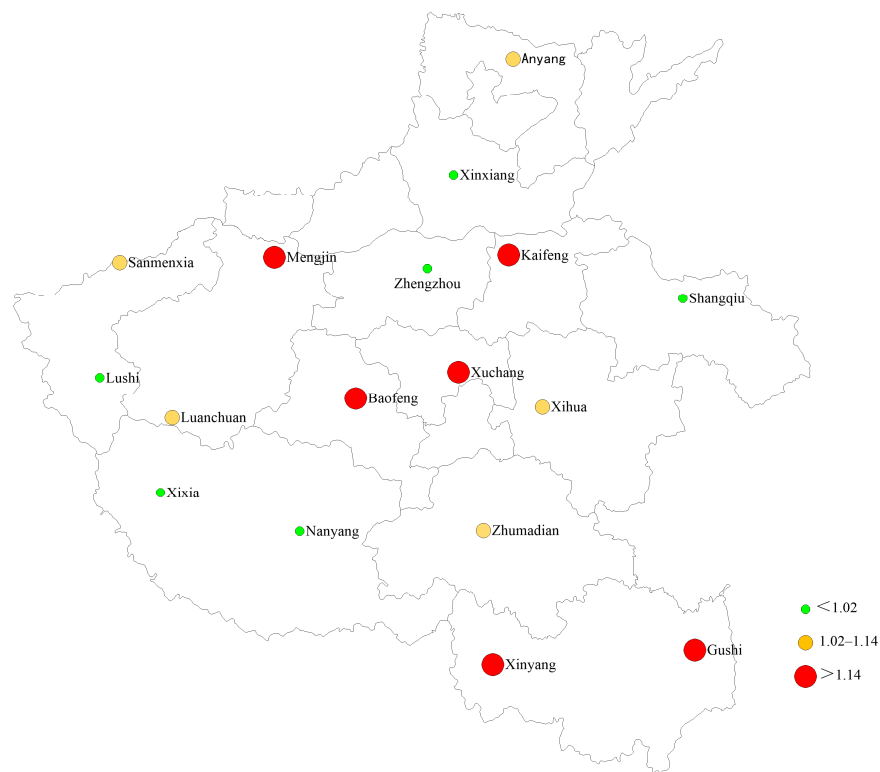 Anyang
Xinxiang
Sanmenxia
Mengjin
Kaifeng
Zhengzhou
Shangqiu
Lushi
Xuchang
Baofeng
Luanchuan
Xihua
Xixia
Nanyang
Zhumadian
<1.02
1.02–1.14
Gushi
Xinyang
>1.14